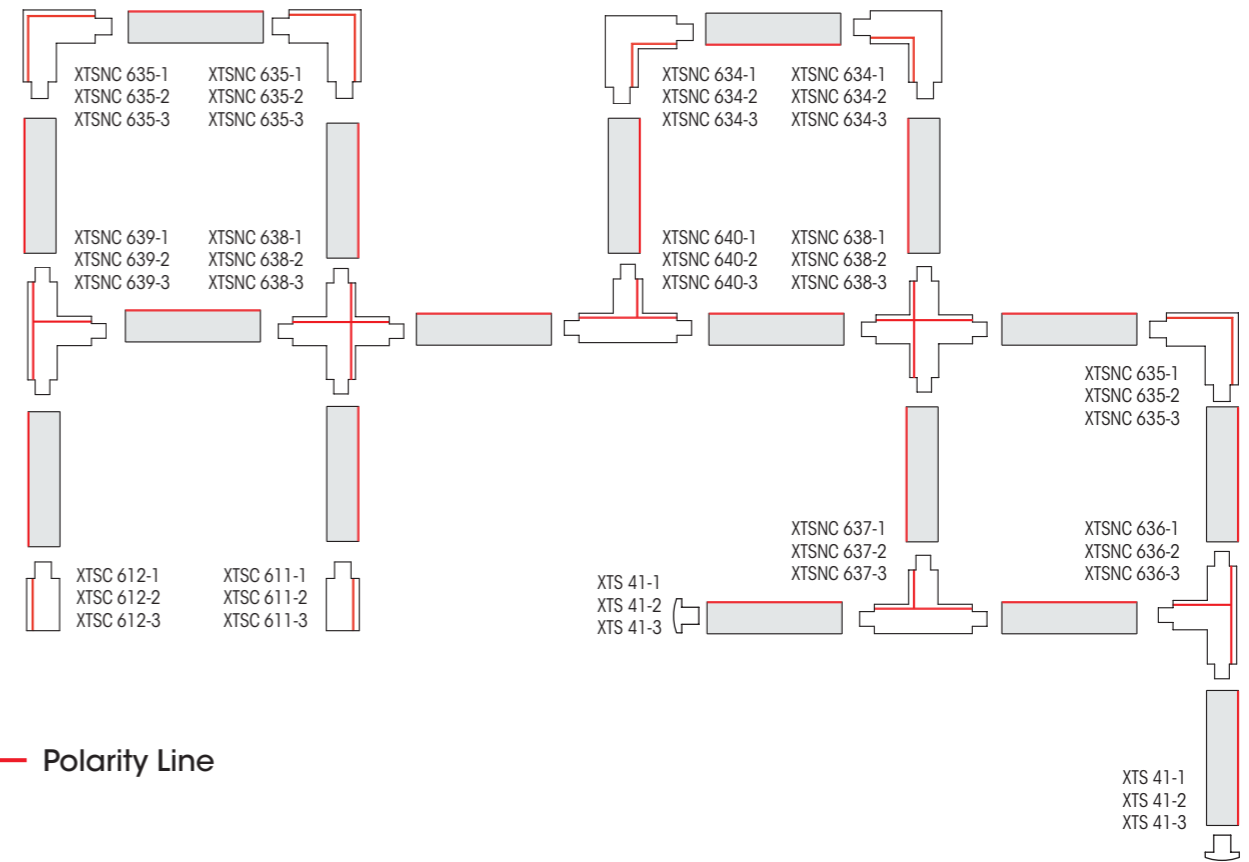 XTSNC 635-1
XTSNC 635-2
XTSNC 635-3
XTSNC 635-1
XTSNC 635-2
XTSNC 635-3
XTSNC 634-1
XTSNC 634-2
XTSNC 634-3
XTSNC 634-1
XTSNC 634-2
XTSNC 634-3
XTSNC 639-1
XTSNC 639-2
XTSNC 639-3
XTSNC 638-1
XTSNC 638-2
XTSNC 638-3
XTSNC 640-1
XTSNC 640-2
XTSNC 640-3
XTSNC 638-1
XTSNC 638-2
XTSNC 638-3
XTSNC 635-1
XTSNC 635-2
XTSNC 635-3
XTSC 612-1
XTSC 612-2
XTSC 612-3
XTSC 611-1
XTSC 611-2
XTSC 611-3
XTS 41-1
XTS 41-2
XTS 41-3
XTSNC 637-1
XTSNC 637-2
XTSNC 637-3
XTSNC 636-1
XTSNC 636-2
XTSNC 636-3
Polarity Line
XTS 41-1
XTS 41-2
XTS 41-3